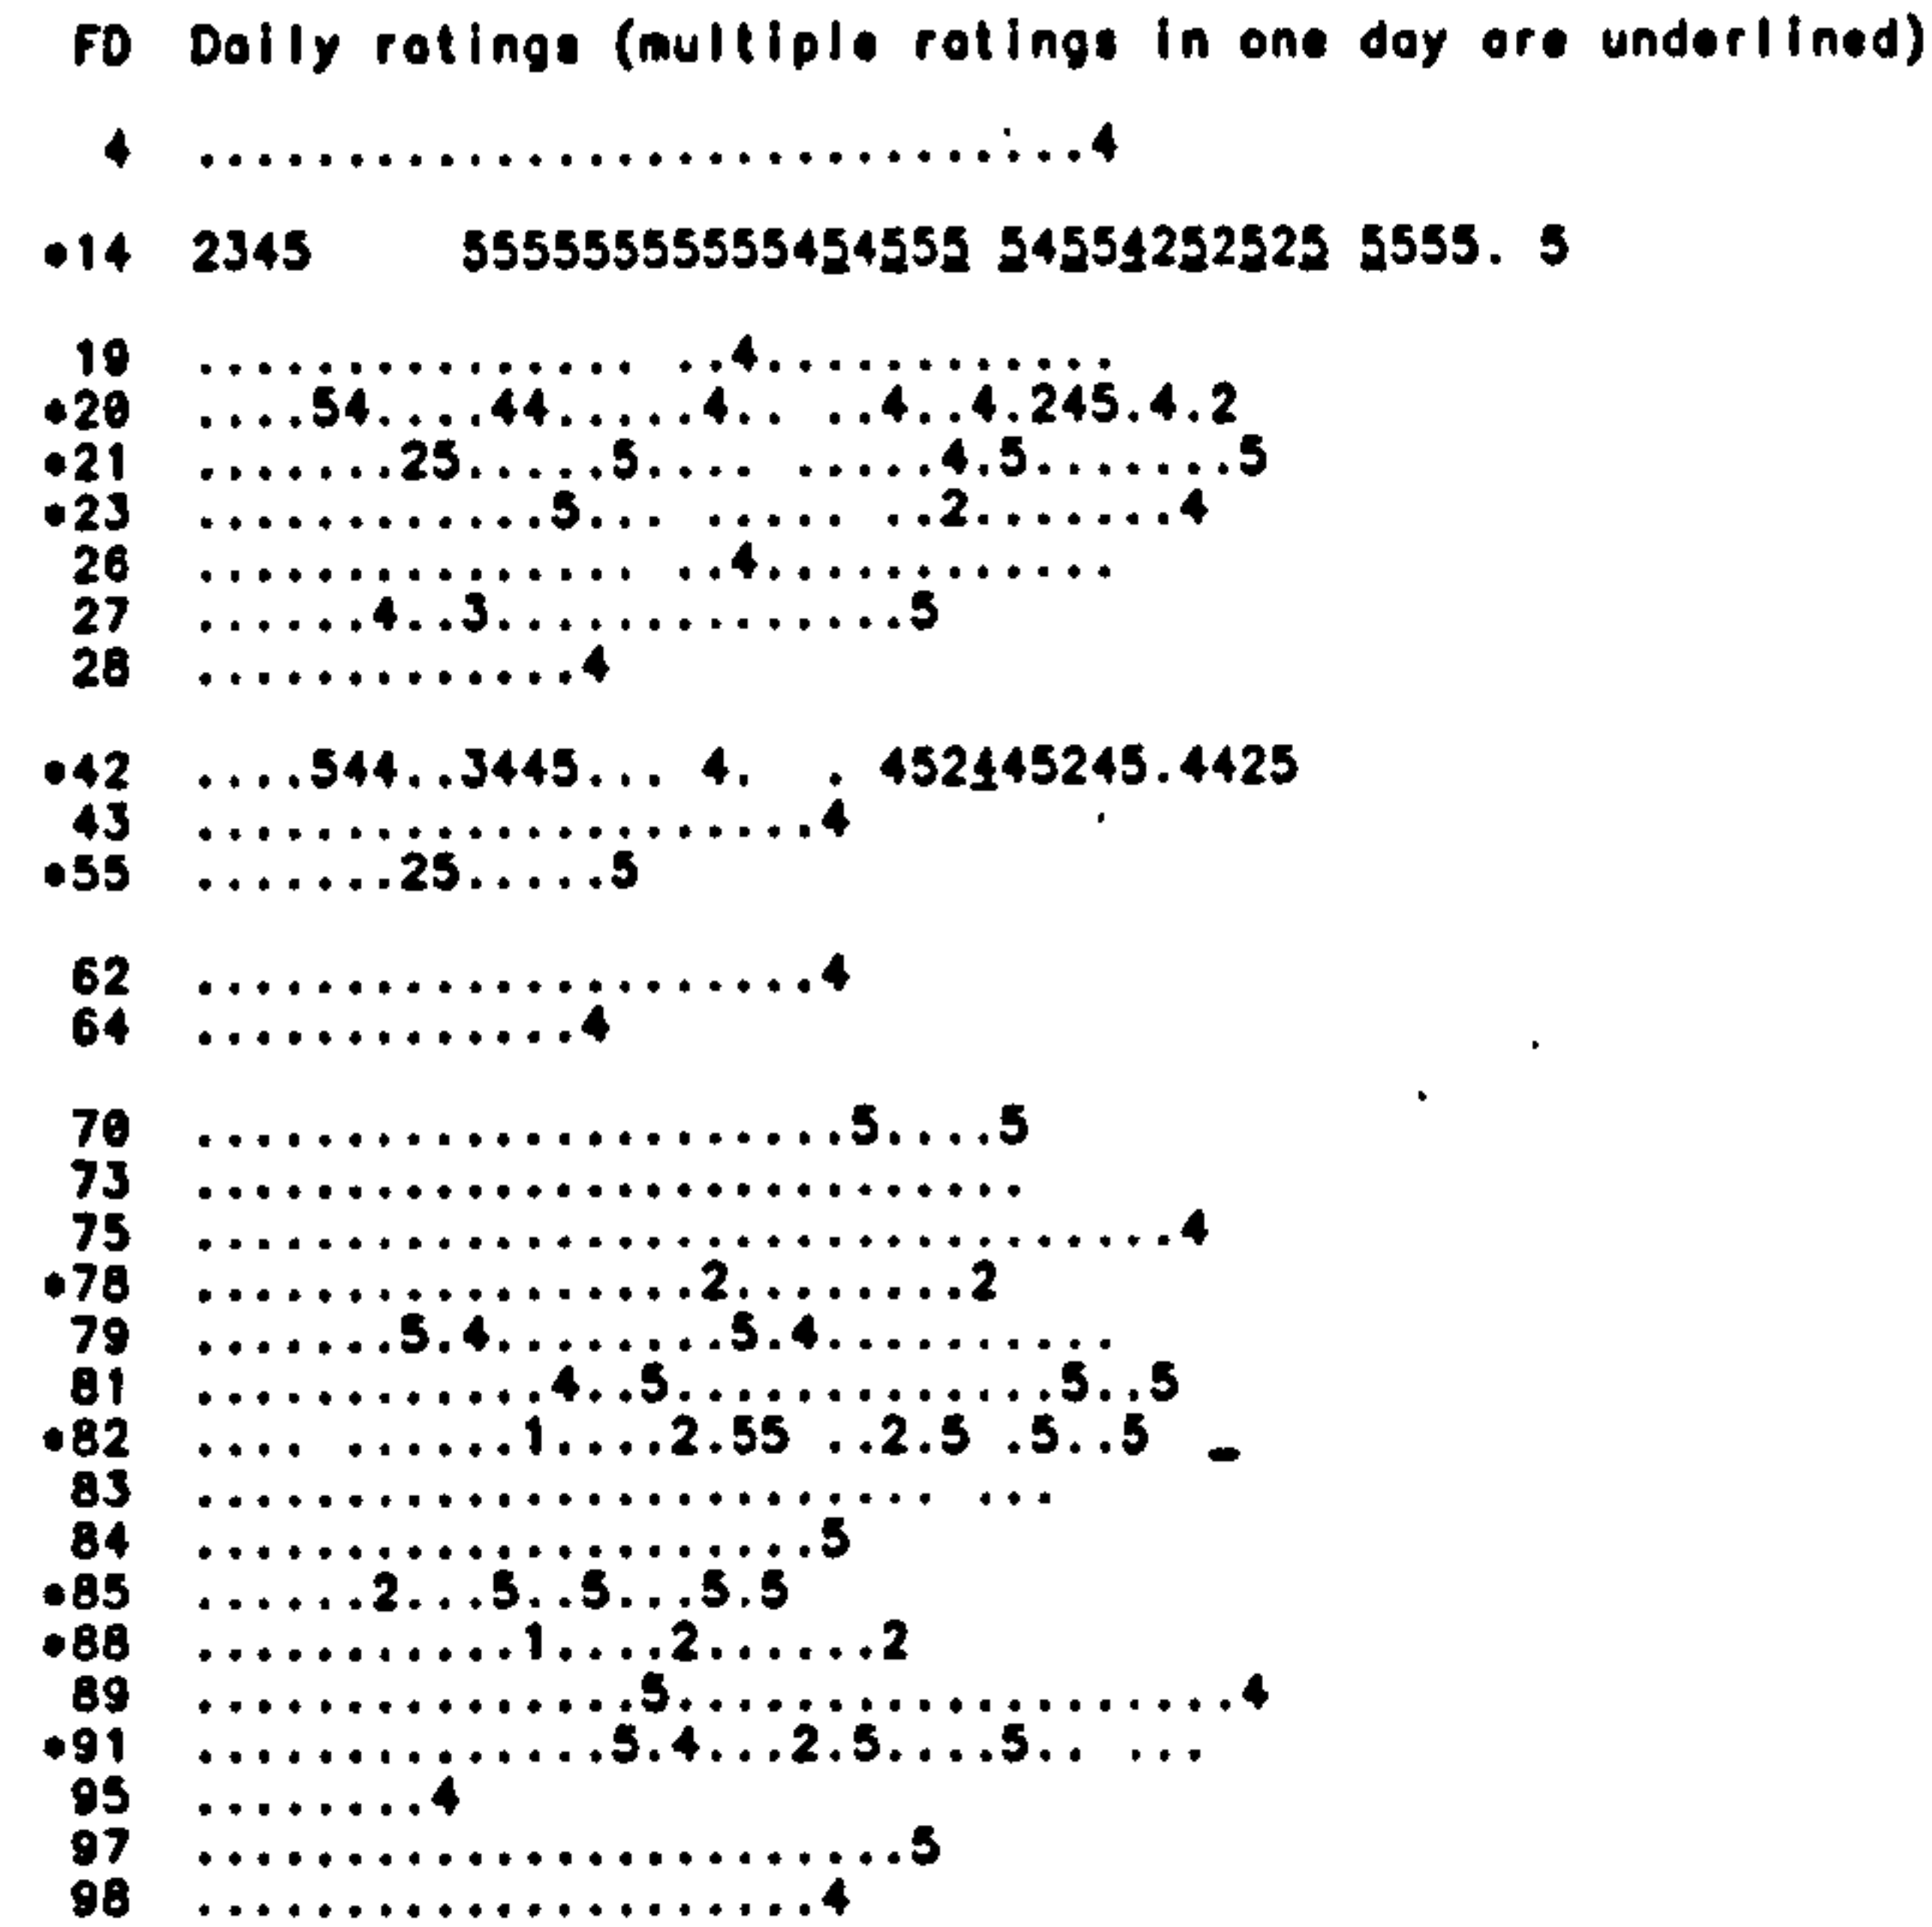 FD Daily ratings (multiple ratings in one day are underlined)
4 ..............................4
•14 2345     55555555555454555 54554252525 5555. 5
19 ............... ..4............
•20 ....54....44.....4.. ..4..4.245.4.2
•21 .......25.....5.... .....4.5.......5
•23 ............5... ..... ..2.......4
26 ............... ..4............
27 ......4..3..............5
28 .............4
•42 ....544..3445... 4.  . 452445245.4425
43 .....................4
•55 .......25.....5
62 .....................4
64 .............4
70 ......................5....5
73 ............................
75 .................................4
•78 .................2........2
79 .......5.4........5.4..........
81 ............4..5.............5..5
•82 .... ......1....2.55 ..2.5 .5..5
83 ......................... ...
84 .....................5
•85 ......2...5..5...5.5
•88 ...........1....2......2
89 ...............5...................4
•91 ..............5.4...2.5....5.. ...
95 ........4
97 ........................5
98 .....................4